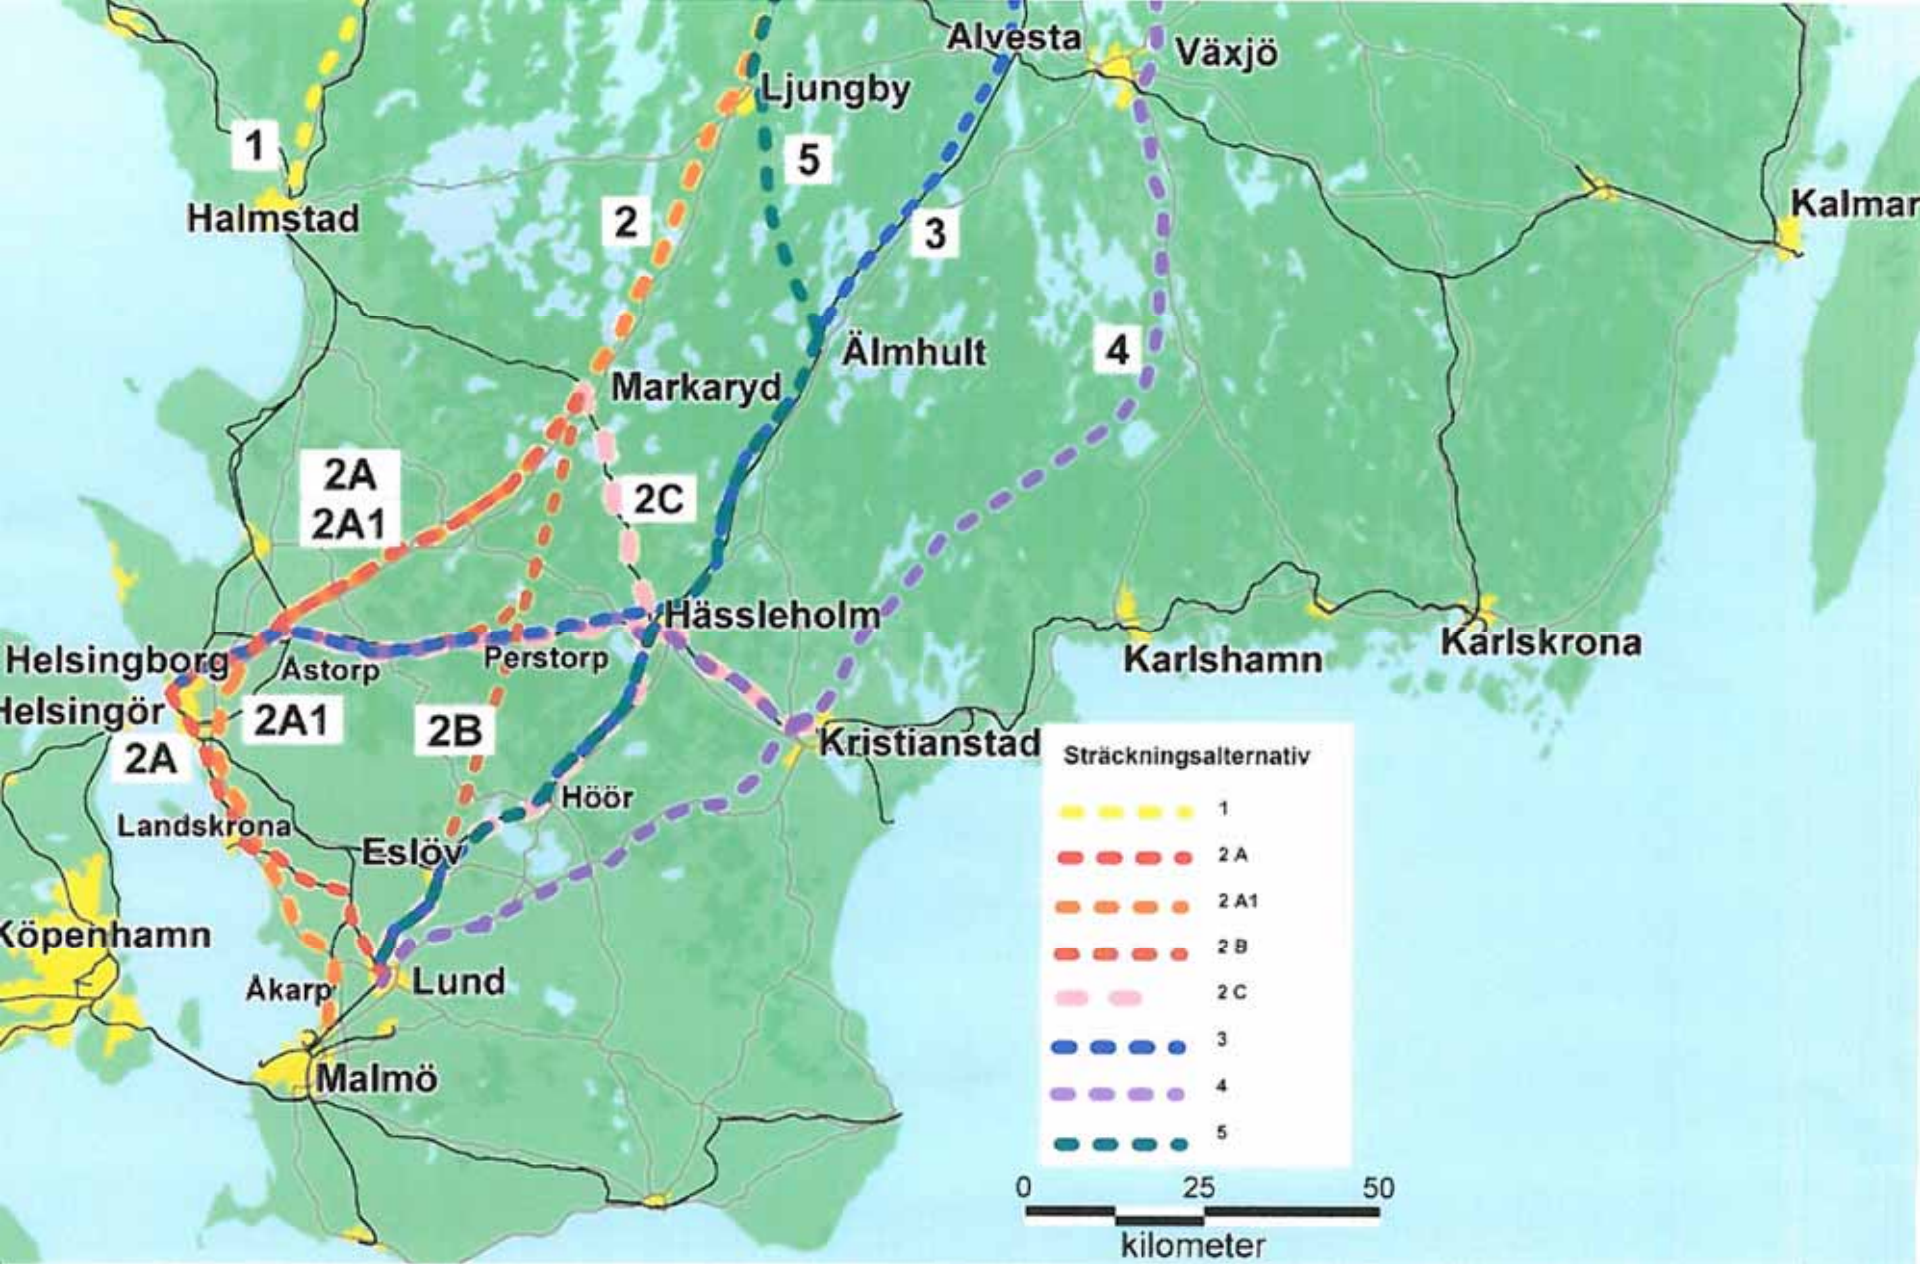 Alvesta
Växjö
Ljungby
1
5
Kalmar
Halmstad
2
3
Älmhult
4
Markaryd
2A
2A1
2C
Hässleholm
Helsingborg
Åstorp
Perstorp
Karlshamn
Karlskrona
Helsingör
2A1
2B
2A
Kristianstad
Höör
Landskrona
Eslöv
Köpenhamn
Åkarp
Lund
Malmö
Sträckningsalternativ
1
2 A
2 A1
2 B
2 C
3
4
5
0 25 50
kilometer